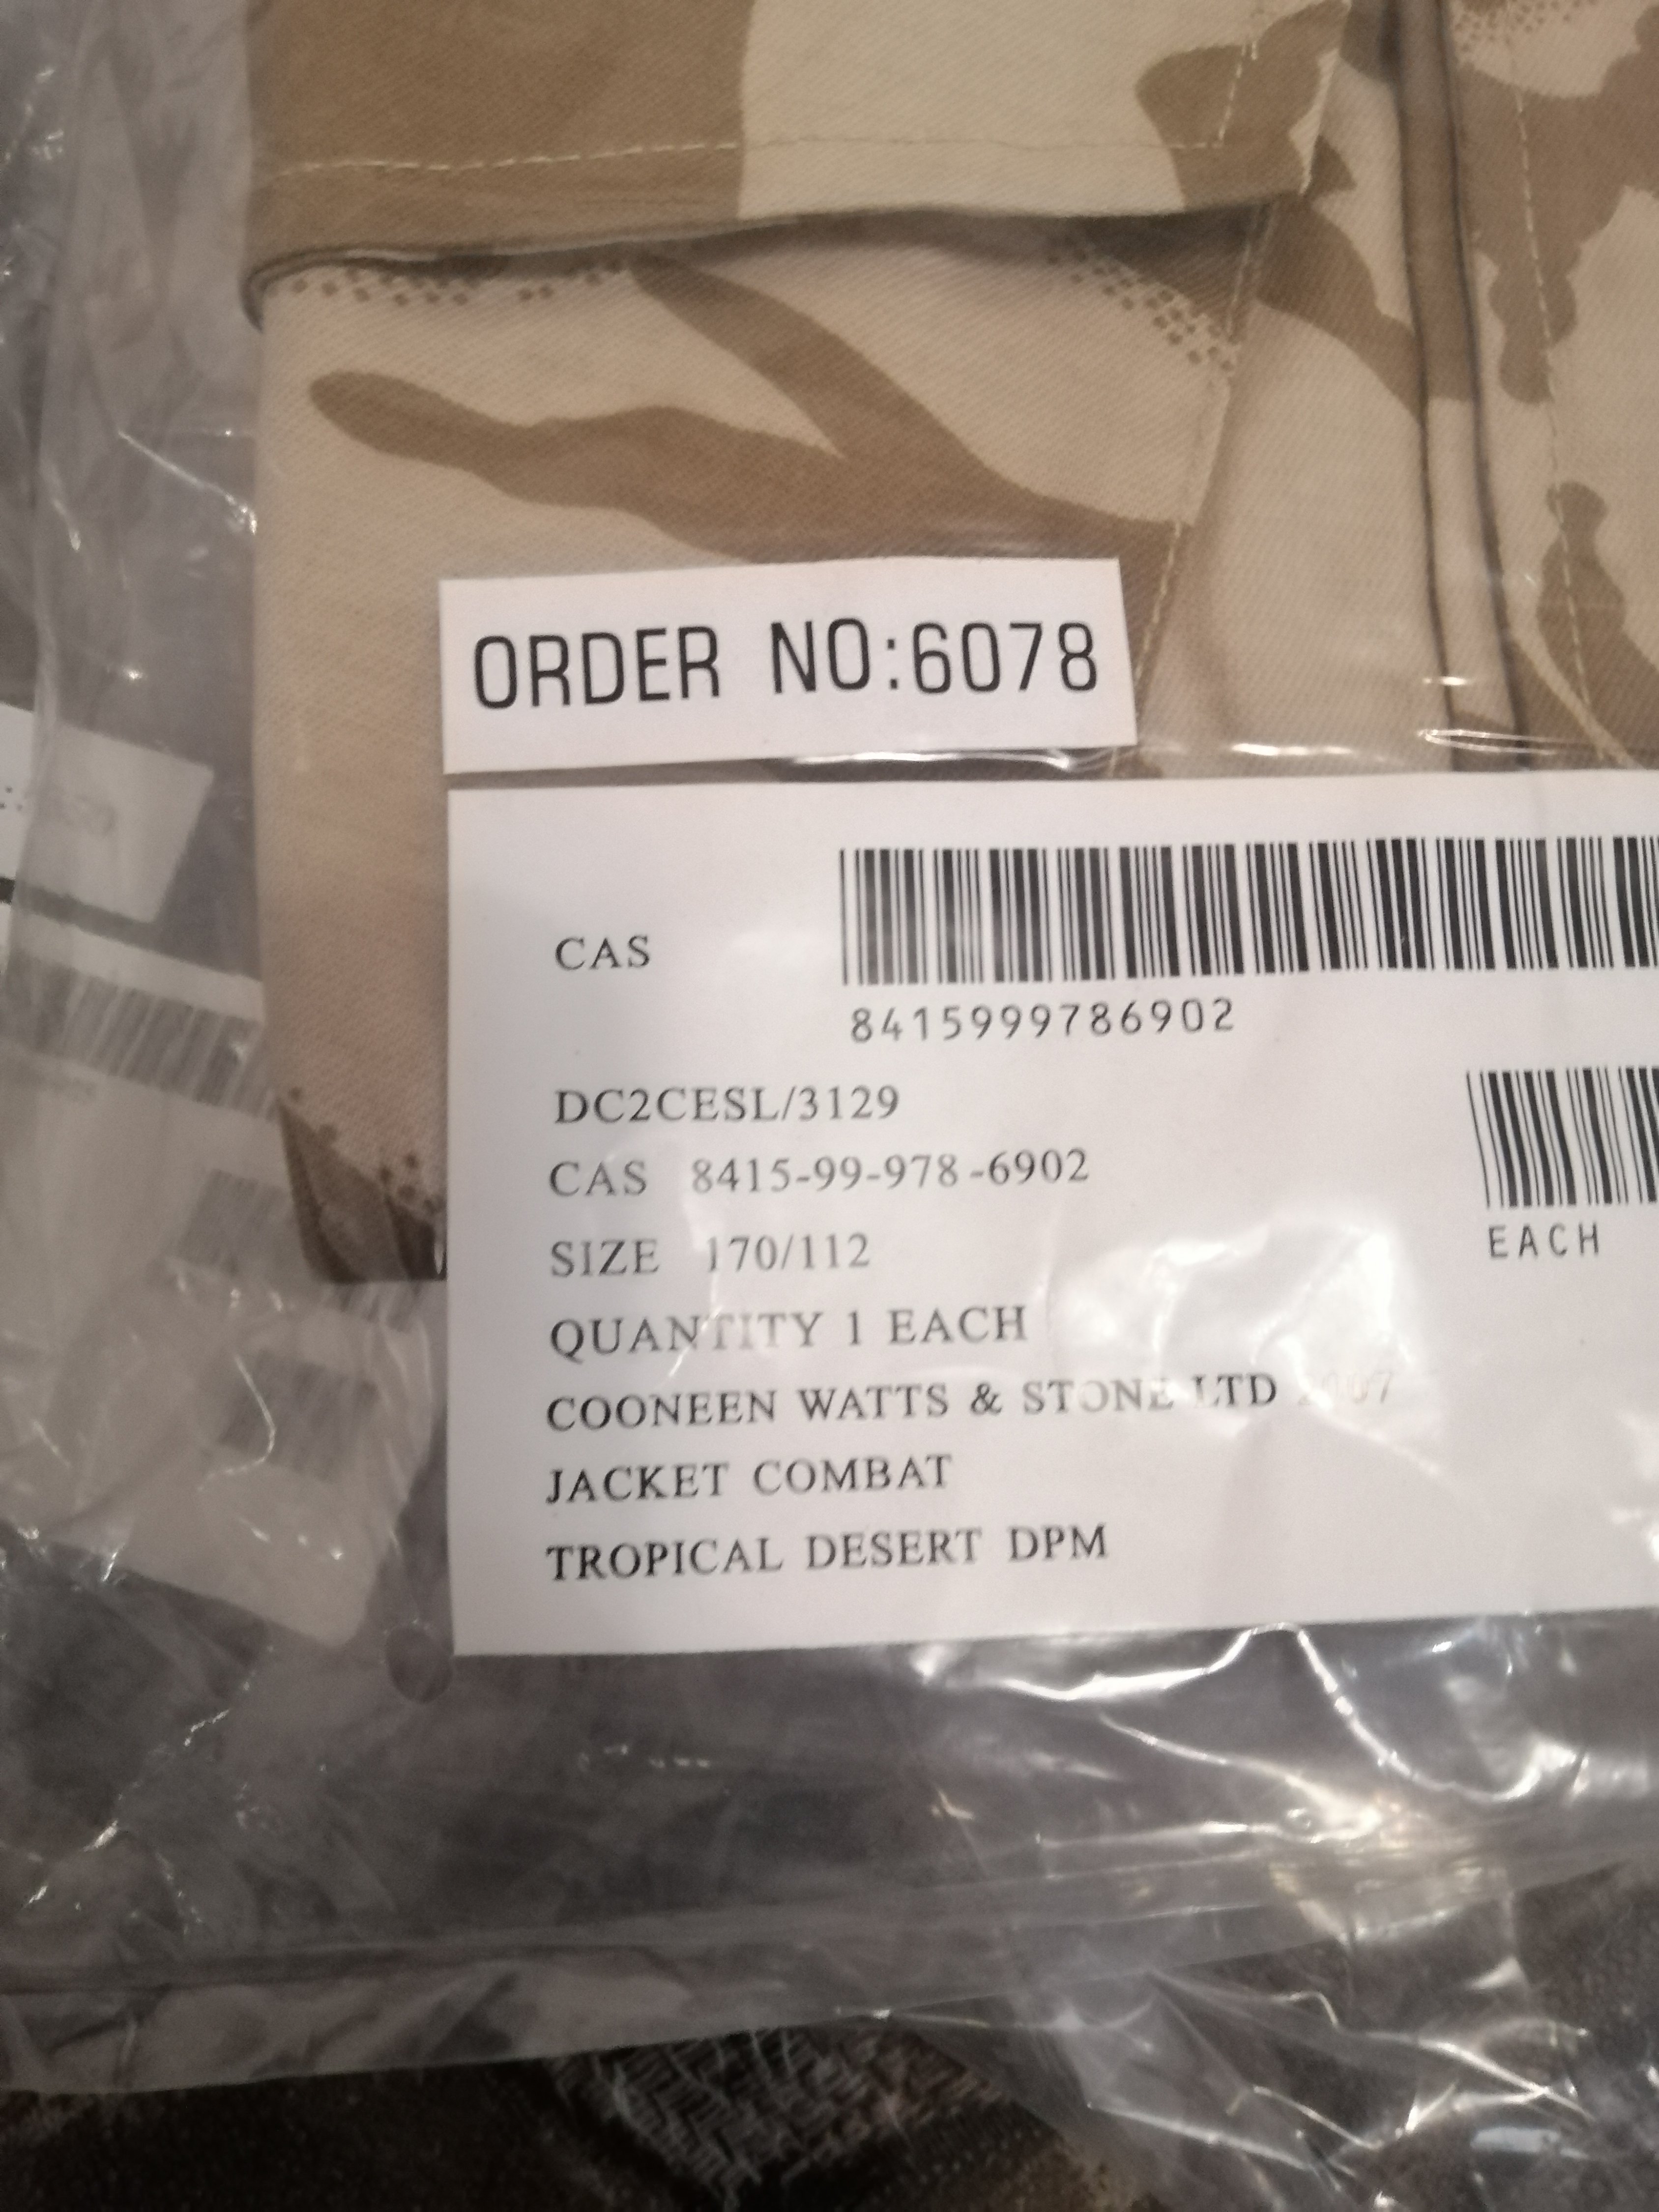 ORDER NO:6078
CAS
8415999786902
DC2CESL/3129
CAS 8415-99-978-6902
SIZE 170/112
EACH
QUANTITY 1 EACH
COONEEN WATTS & STONE LTD
JACKET COMBAT
TROPICAL DESERT DPM